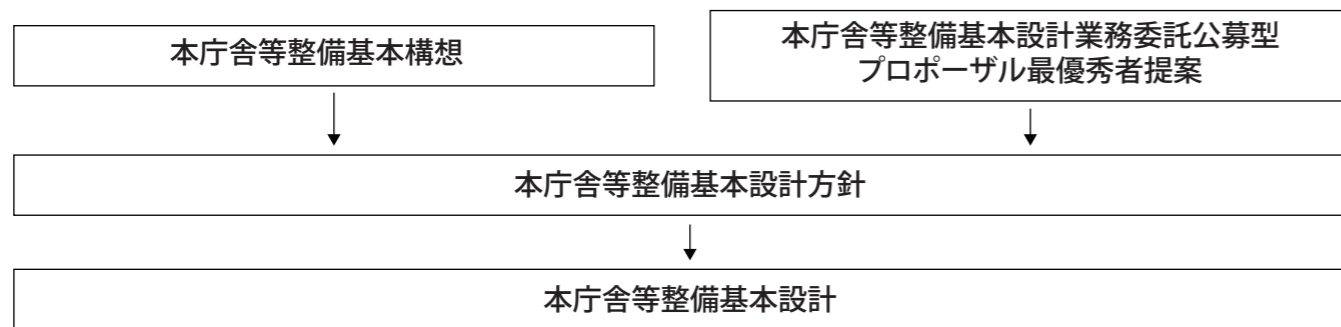 本庁舎等整備基本構想
本庁舎等整備基本設計業務委託公募型
プロポーザル最優秀者提案
本庁舎等整備基本設計方針
本庁舎等整備基本設計